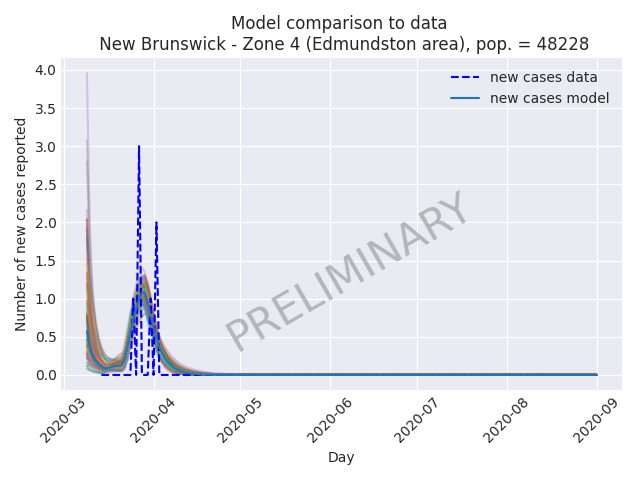 Model comparison to data
New Brunswick - Zone 4 (Edmundston area), pop. = 48228
new cases data
new cases model
Number of new cases reported
4.0
3.5
3.0
2.5
2.0
1.5
1.0
0.5
0.0
PRELIMINARY
2020-03
2020-04
2020-05
2020-06
2020-07
2020-08
2020-09
Day